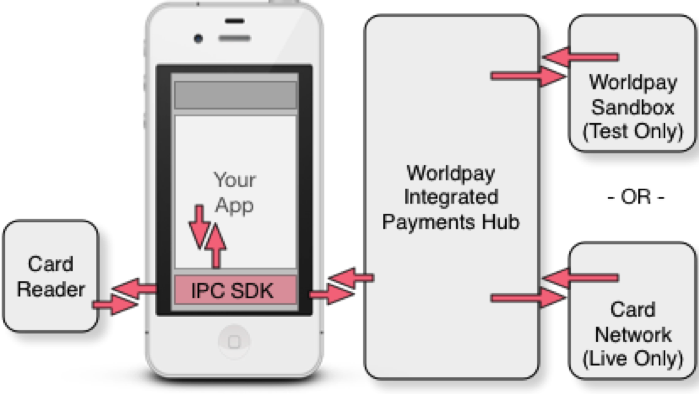 Your
App
IPC SDK
Card
Reader
Worldpay
Integrated
Payments Hub
Worldpay
Sandbox
(Test Only)
- OR -
Card
Network
(Live Only)